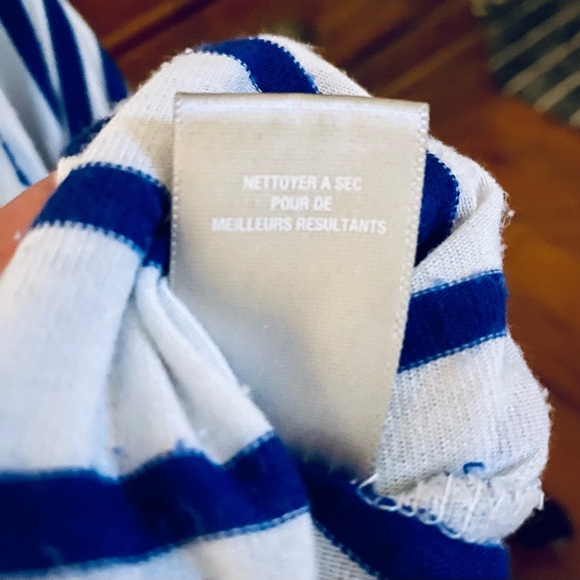 NETTOYER A SEC
POUR DE
MEILLEURS RESULTANTS